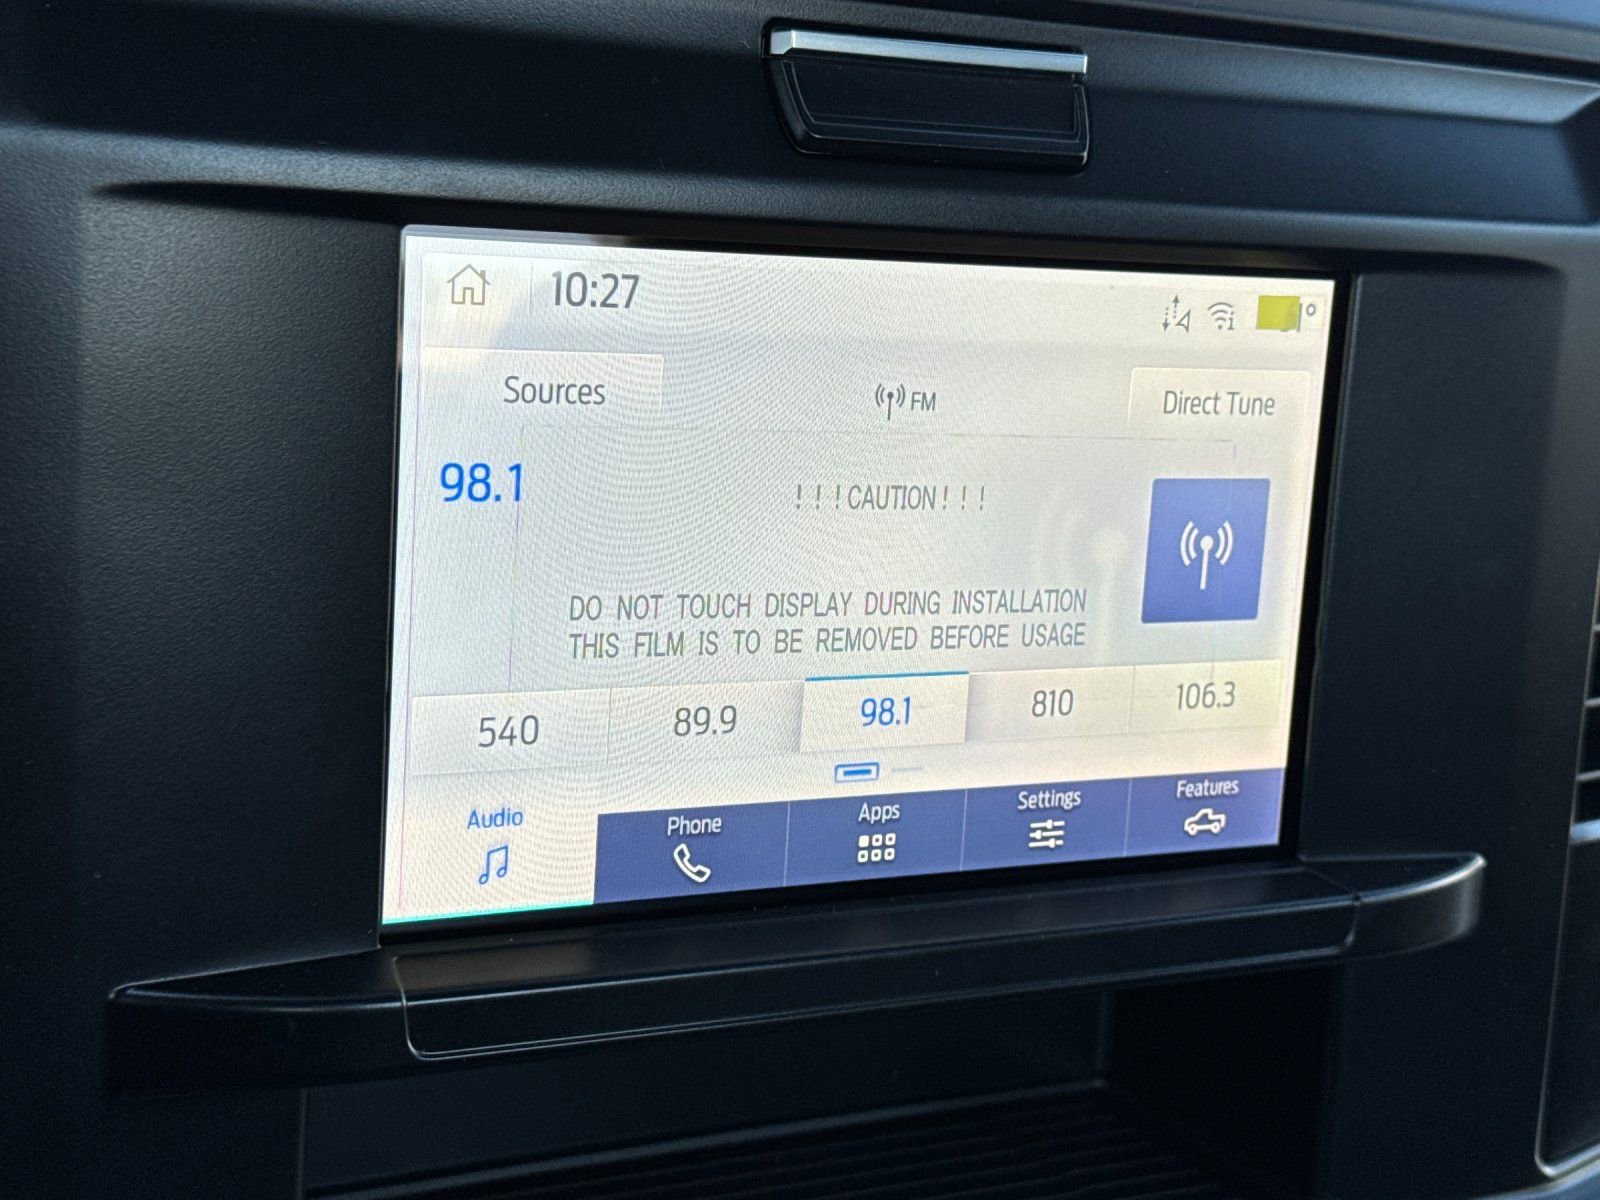 10:27
Sources
FM
Direct Tune
98.1
! ! ! CAUTION ! ! !
DO NOT TOUCH DISPLAY DURING INSTALLATION
THIS FILM IS TO BE REMOVED BEFORE USAGE
540
89.9
98.1
810
106.3
Audio
Phone
Apps
Settings
Features